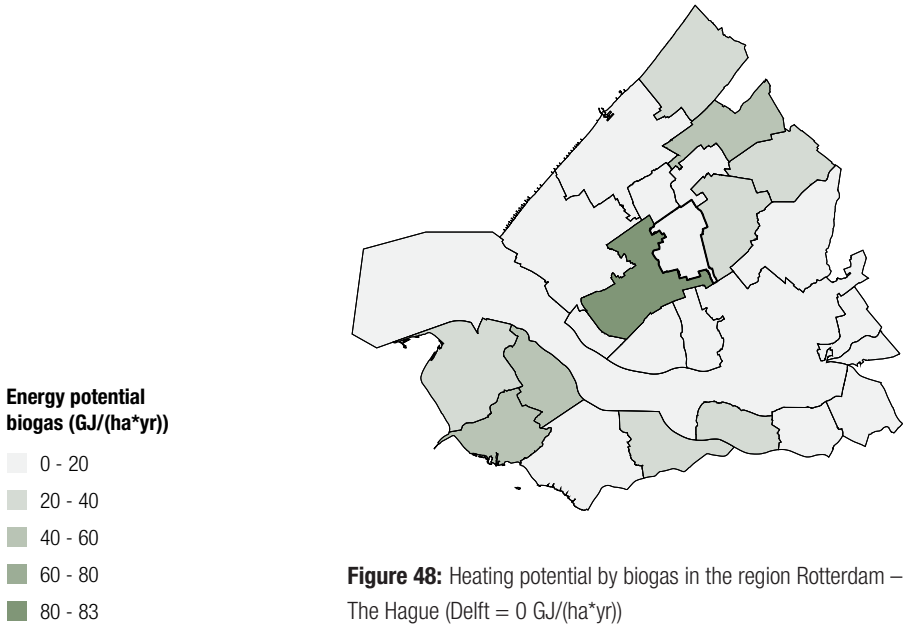 Energy potential
biogas (GJ/(ha*yr))
0 - 20
20 - 40
40 - 60
60 - 80
80 - 83
Figure 48: Heating potential by biogas in the region Rotterdam –
The Hague (Delft = 0 GJ/(ha*yr))